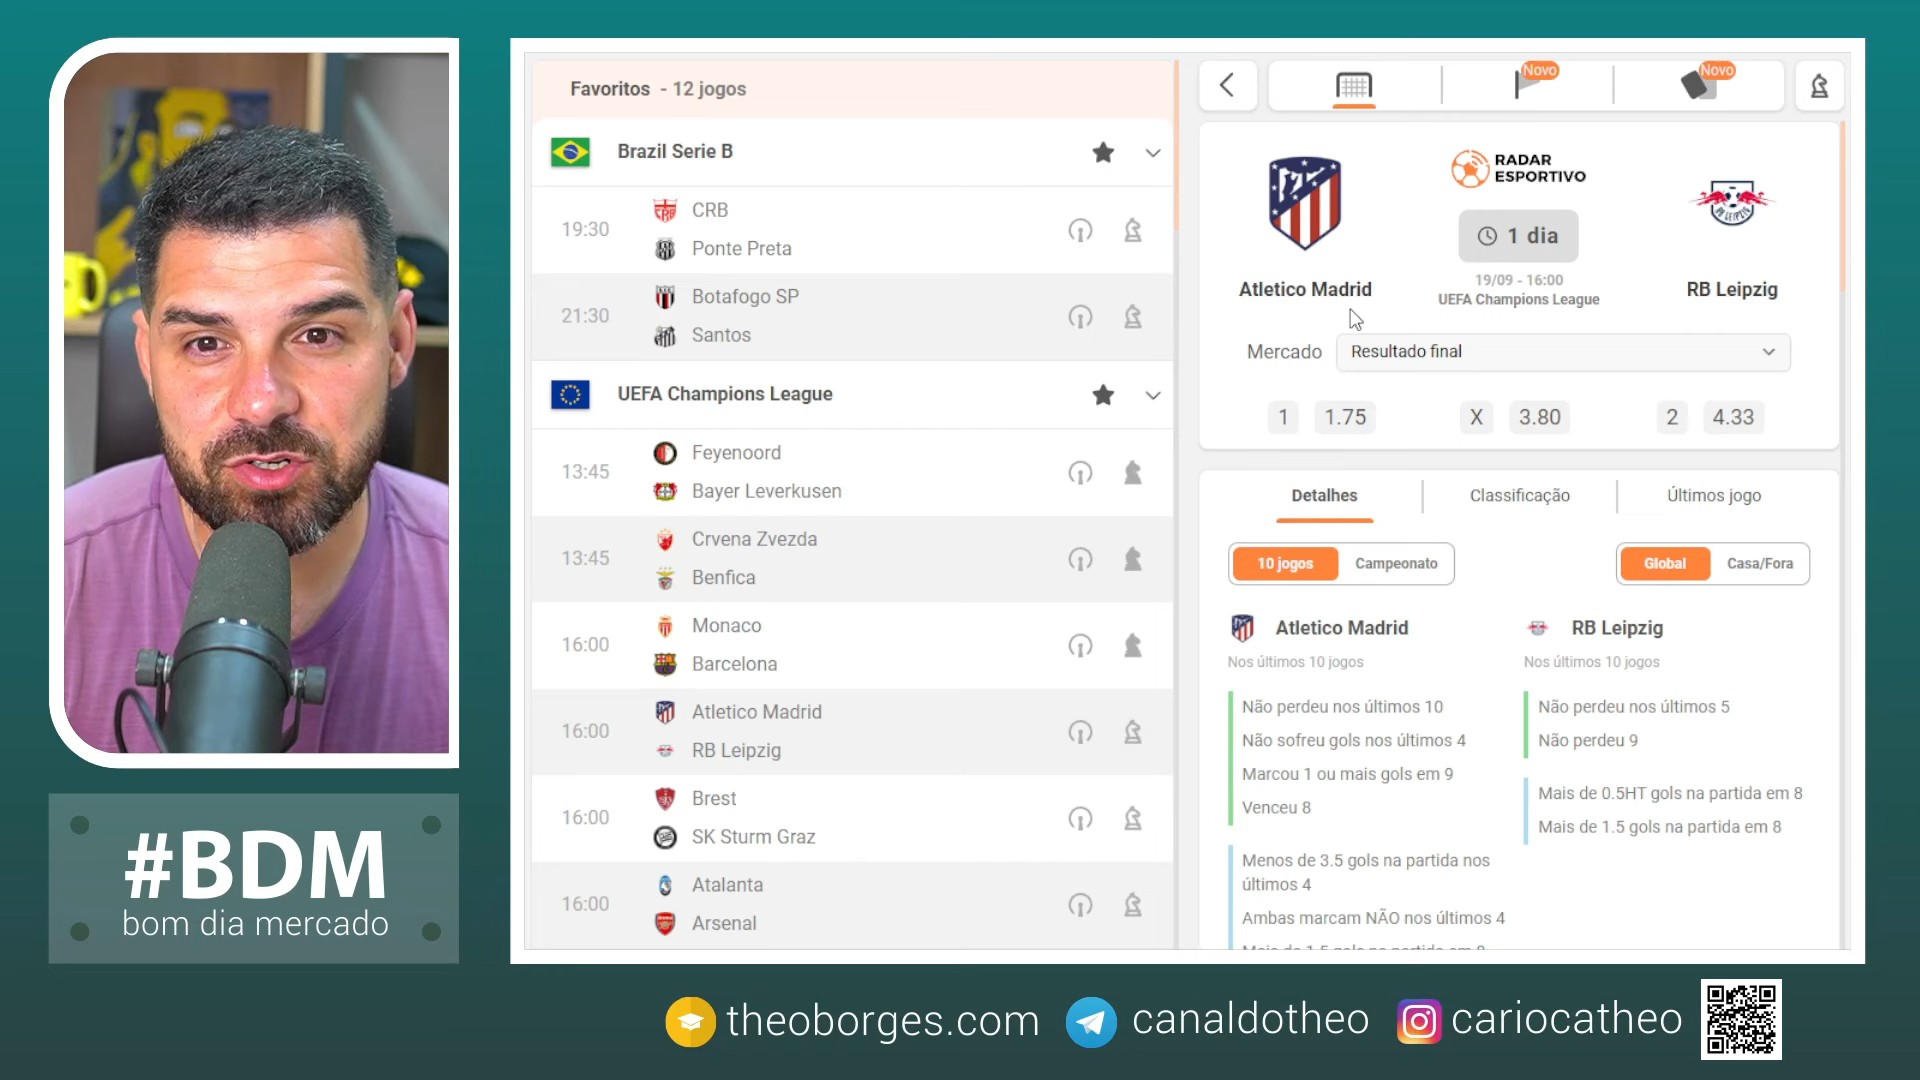 Favoritos - 12 jogos
Brazil Serie B
19:30
CRB
Ponte Preta
21:30
Botafogo SP
Santos
UEFA Champions League
13:45
Feyenoord
Bayer Leverkusen
13:45
Crvena Zvezda
Benfica
16:00
Monaco
Barcelona
16:00
Atletico Madrid
RB Leipzig
16:00
Brest
SK Sturm Graz
16:00
Atalanta
Arsenal
Novo
Novo
RADAR
ESPORTIVO
1 dia
19/09 - 16:00
UEFA Champions League
Atletico Madrid
RB Leipzig
Mercado
Resultado final
1 1.75 X 3.80 2 4.33
Detalhes
Classificação
Últimos jogo
10 jogos
Campeonato
Global
Casa/Fora
Atletico Madrid
Nos últimos 10 jogos
Não perdeu nos últimos 10
Não sofreu gols nos últimos 4
Marcou 1 ou mais gols em 9
Venceu 8
Menos de 3.5 gols na partida nos
últimos 4
Ambas marcam NÃO nos últimos 4
RB Leipzig
Nos últimos 10 jogos
Não perdeu nos últimos 5
Não perdeu 9
Mais de 0.5HT gols na partida em 8
Mais de 1.5 gols na partida em 8
#BDM
bom dia mercado
theoborges.com
canaldotheo
cariocatheo